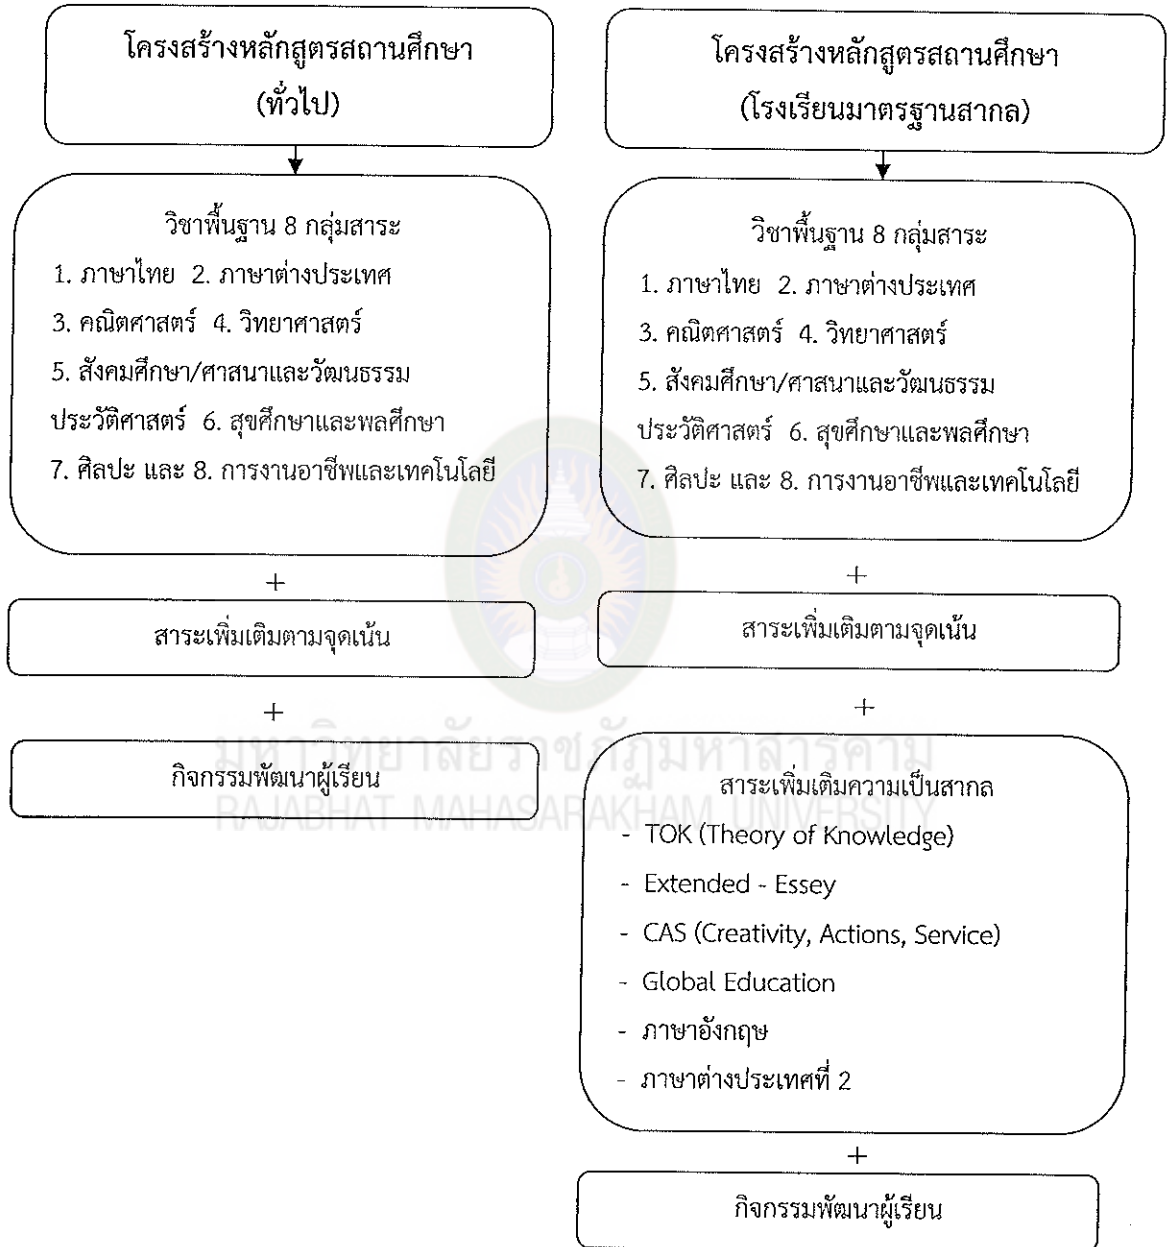 โครงสร้างหลักสูตรสถานศึกษา
(ทั่วไป)
วิชาพื้นฐาน 8 กลุ่มสาระ
1. ภาษาไทย 2. ภาษาต่างประเทศ
3. คณิตศาสตร์ 4. วิทยาศาสตร์
5. สังคมศึกษา/ศาสนาและวัฒนธรรม
ประวัติศาสตร์ 6. สุขศึกษาและพลศึกษา
7. ศิลปะ และ 8. การงานอาชีพและเทคโนโลยี
+
สาระเพิ่มเติมตามจุดเน้น
+
กิจกรรมพัฒนาผู้เรียน
โครงสร้างหลักสูตรสถานศึกษา
(โรงเรียนมาตรฐานสากล)
วิชาพื้นฐาน 8 กลุ่มสาระ
1. ภาษาไทย 2. ภาษาต่างประเทศ
3. คณิตศาสตร์ 4. วิทยาศาสตร์
5. สังคมศึกษา/ศาสนาและวัฒนธรรม
ประวัติศาสตร์ 6. สุขศึกษาและพลศึกษา
7. ศิลปะ และ 8. การงานอาชีพและเทคโนโลยี
+
สาระเพิ่มเติมตามจุดเน้น
+
สาระเพิ่มเติมความเป็นสากล
- TOK (Theory of Knowledge)
- Extended - Essey
- CAS (Creativity, Actions, Service)
- Global Education
- ภาษาอังกฤษ
- ภาษาต่างประเทศที่ 2
+
กิจกรรมพัฒนาผู้เรียน
มหาวิทยาลัยราชภัฏมหาสารคาม
RAJABHAT MAHASARAKHAM UNIVERSITY